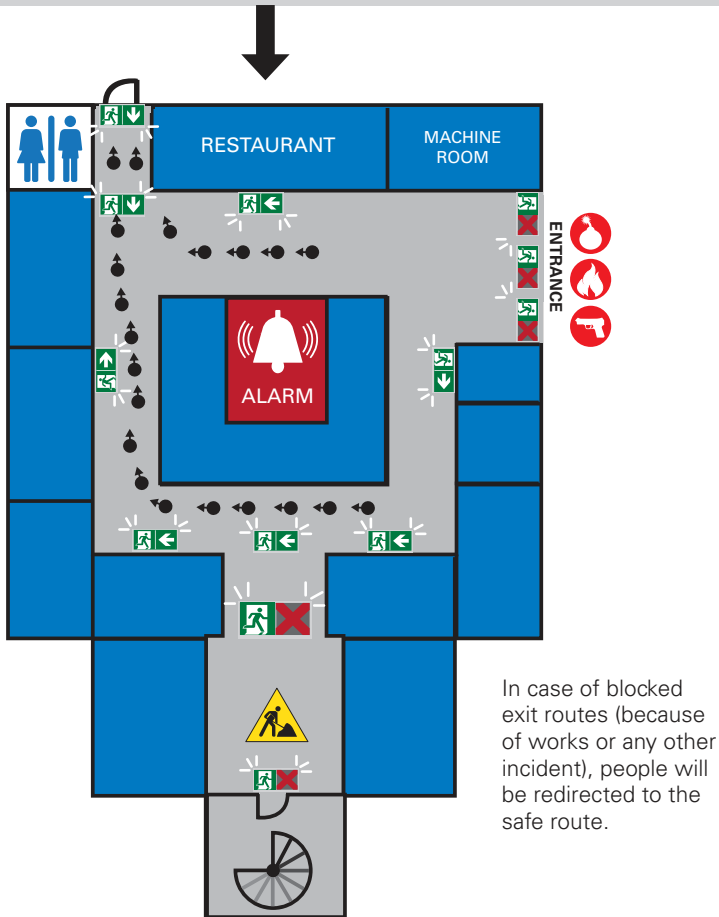 RESTAURANT
MACHINE
ROOM
ENTRANCE
ALARM
In case of blocked
exit routes (because
of works or any other
incident), people will
be redirected to the
safe route.